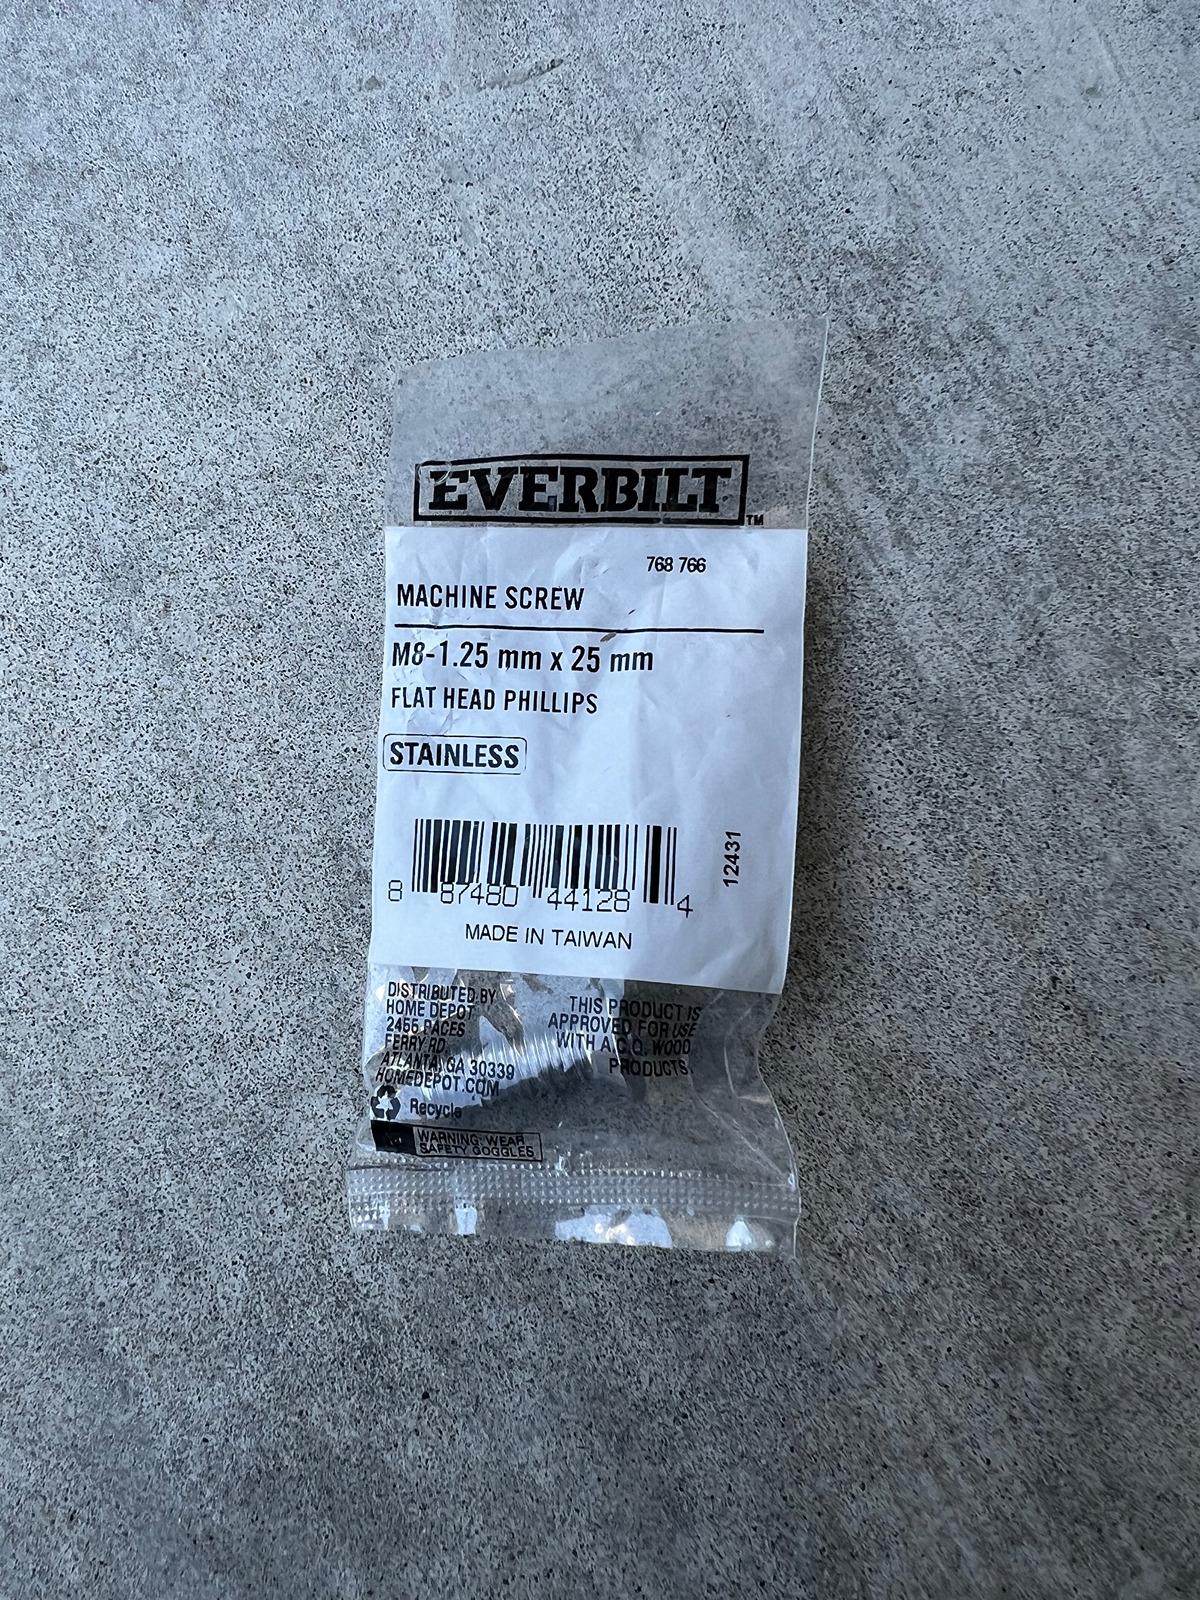 EVERBILT™
768 766
MACHINE SCREW
M8-1.25 mm x 25 mm
FLAT HEAD PHILLIPS
STAINLESS
12431
8 87480 44128 4
MADE IN TAIWAN
DISTRIBUTED BY
HOME DEPOT
2455 PACES
FERRY RD.
ATLANTA, GA 30339
HOMEDEPOT.COM
THIS PRODUCT IS
APPROVED FOR USE
WITH A.C.Q. WOOD
PRODUCTS.
Recycle
WARNING: WEAR
SAFETY GOGGLES